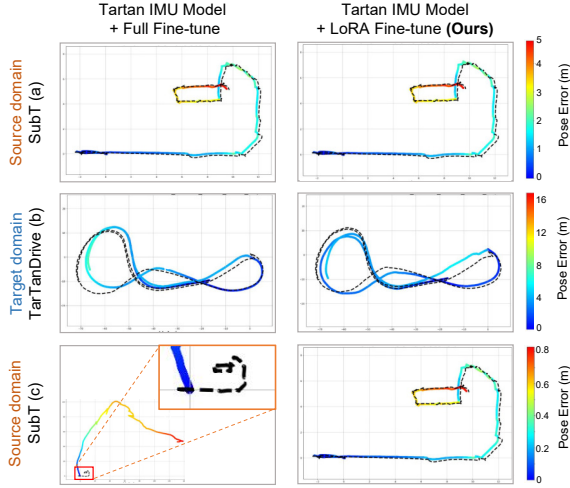 Tartan IMU Model
+ Full Fine-tune
Tartan IMU Model
+ LoRA Fine-tune (Ours)
Source domain
SubT (a)
5
4
3
2
1
0
Pose Error (m)
Target domain
TarTanDrive (b)
16
12
8
4
0
Pose Error (m)
Source domain
SubT (c)
0.8
0.6
0.4
0.2
0
Pose Error (m)